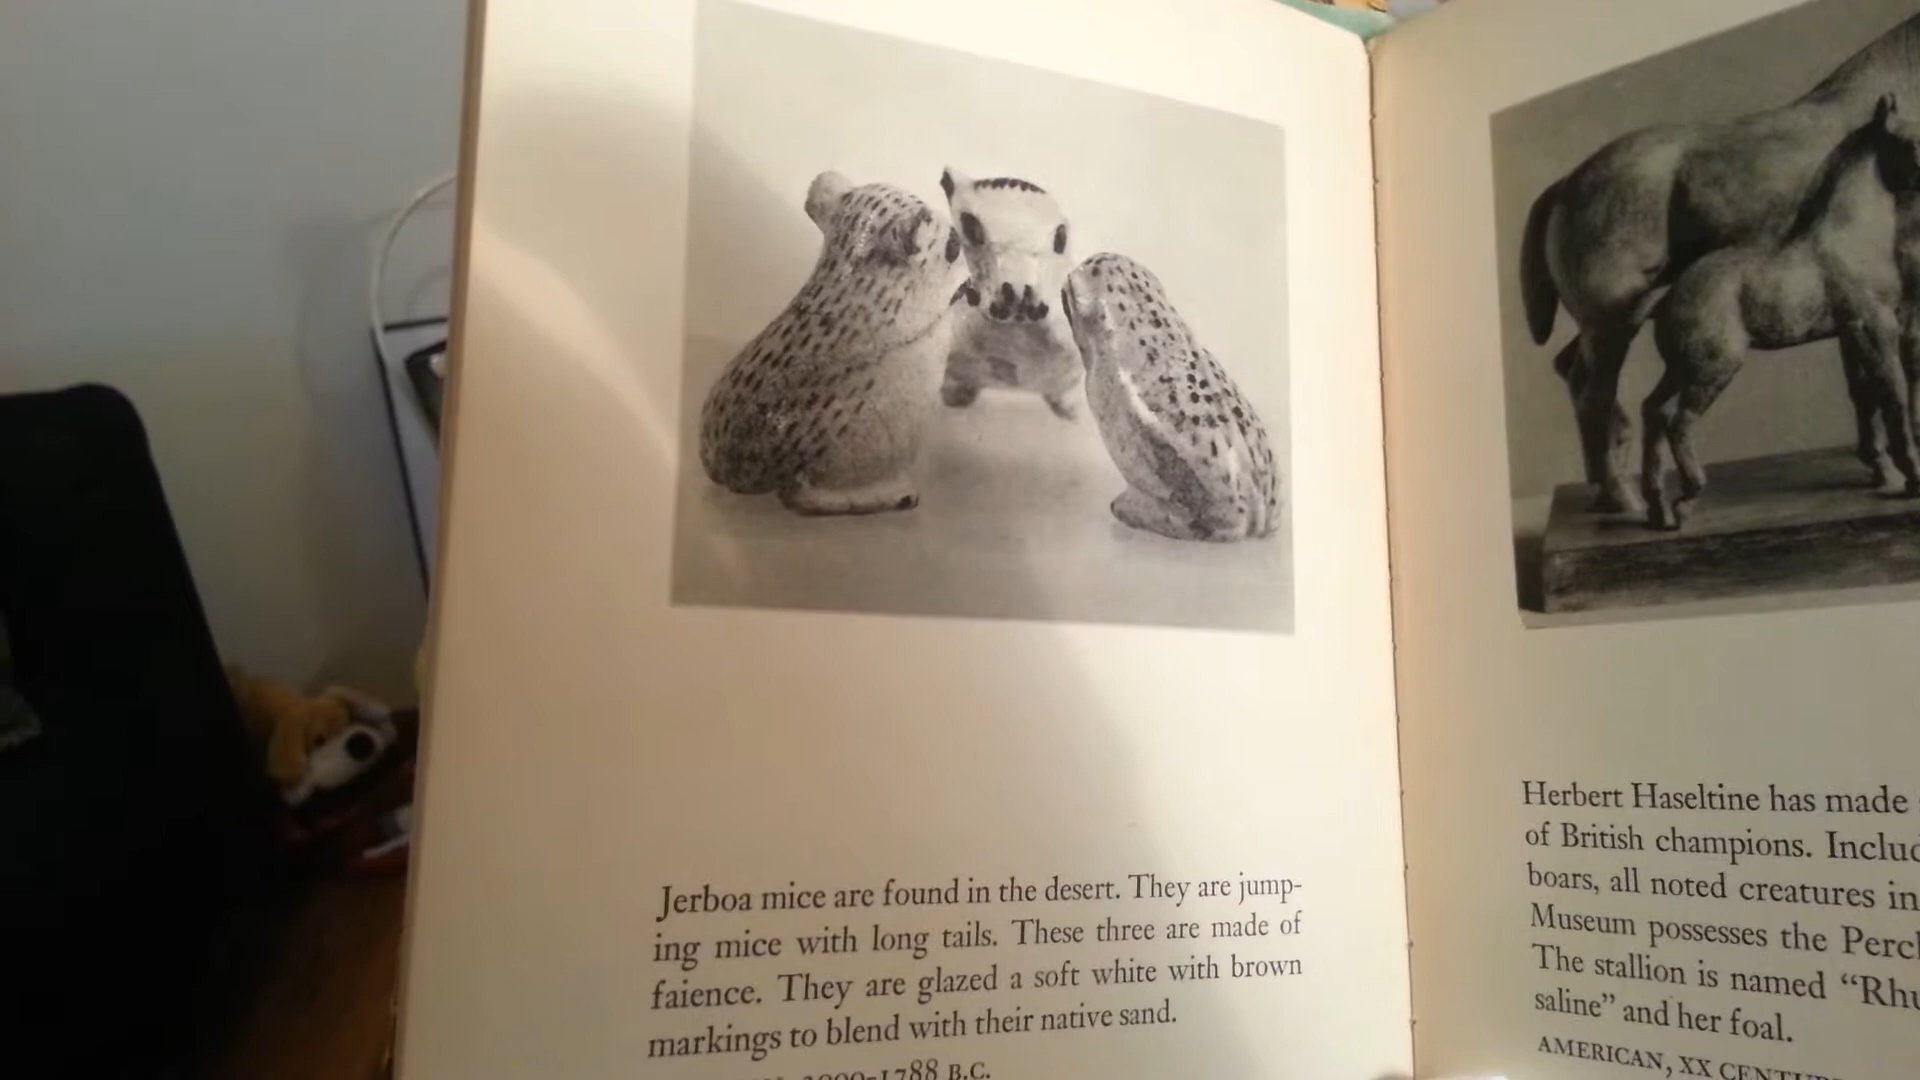 Jerboa mice are found in the desert. They are jump-
ing mice with long tails. These three are made of
faience. They are glazed a soft white with brown
markings to blend with their native sand.
2000-1788 B.C.
Herbert Haseltine has made
of British champions.
boars, all noted creatures in
Museum possesses the
The stallion is named
saline” and her foal.
AMERICAN, XX